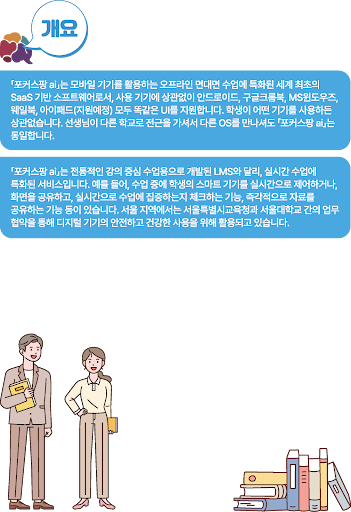 개요
「포커스팡 ai」는 모바일 기기를 활용하는 오프라인 면대면 수업에 특화된 세계 최초의
SaaS 기반 소프트웨어로서, 사용 기기에 상관없이 안드로이드, 구글크롬북, MS윈도우즈,
웨일북, 아이패드(지원예정) 모두 똑같은 UI를 지원합니다. 학생이 어떤 기기를 사용하든
상관없습니다. 선생님이 다른 학교로 전근을 가셔서 다른 OS를 만나셔도 「포커스팡 ai」는
동일합니다.
「포커스팡 ai」는 전통적인 강의 중심 수업용으로 개발된 LMS와 달리, 실시간 수업에
특화된 서비스입니다. 예를 들어, 수업 중에 학생의 스마트 기기를 실시간으로 제어하거나,
화면을 공유하고, 실시간으로 수업에 집중하는지 체크하는 기능, 즉각적으로 자료를
공유하는 기능 등이 있습니다. 서울 지역에서는 서울특별시교육청과 서울대학교 간의 업무
협약을 통해 디지털 기기의 안전하고 건강한 사용을 위해 활용되고 있습니다.